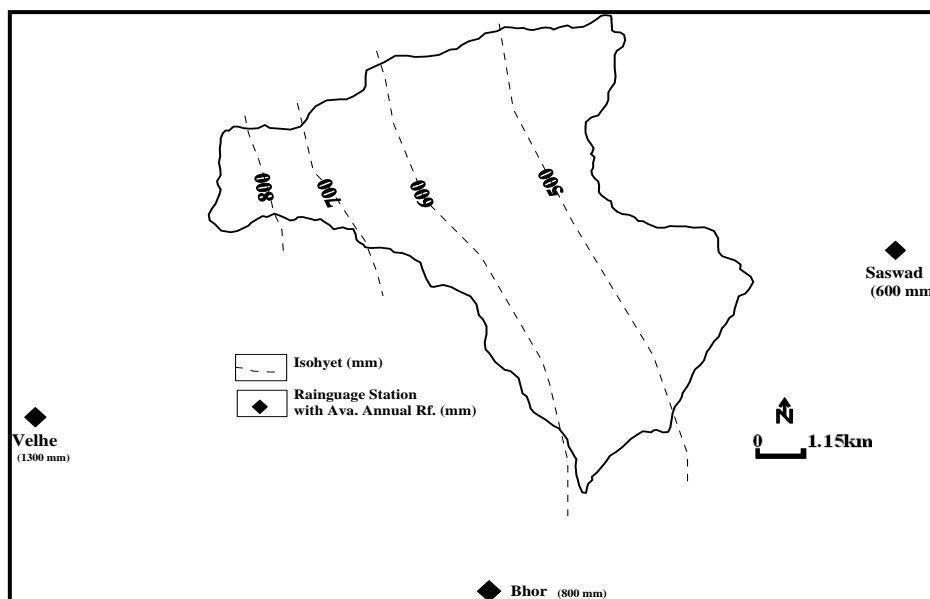 800
700
600
500
Saswad
(600 mm
Isohyet (mm)
Rainguage Station
with Ava. Annual Rf. (mm)
Velhe
(1300 mm)
N
0 1.15km
Bhor (800 mm)